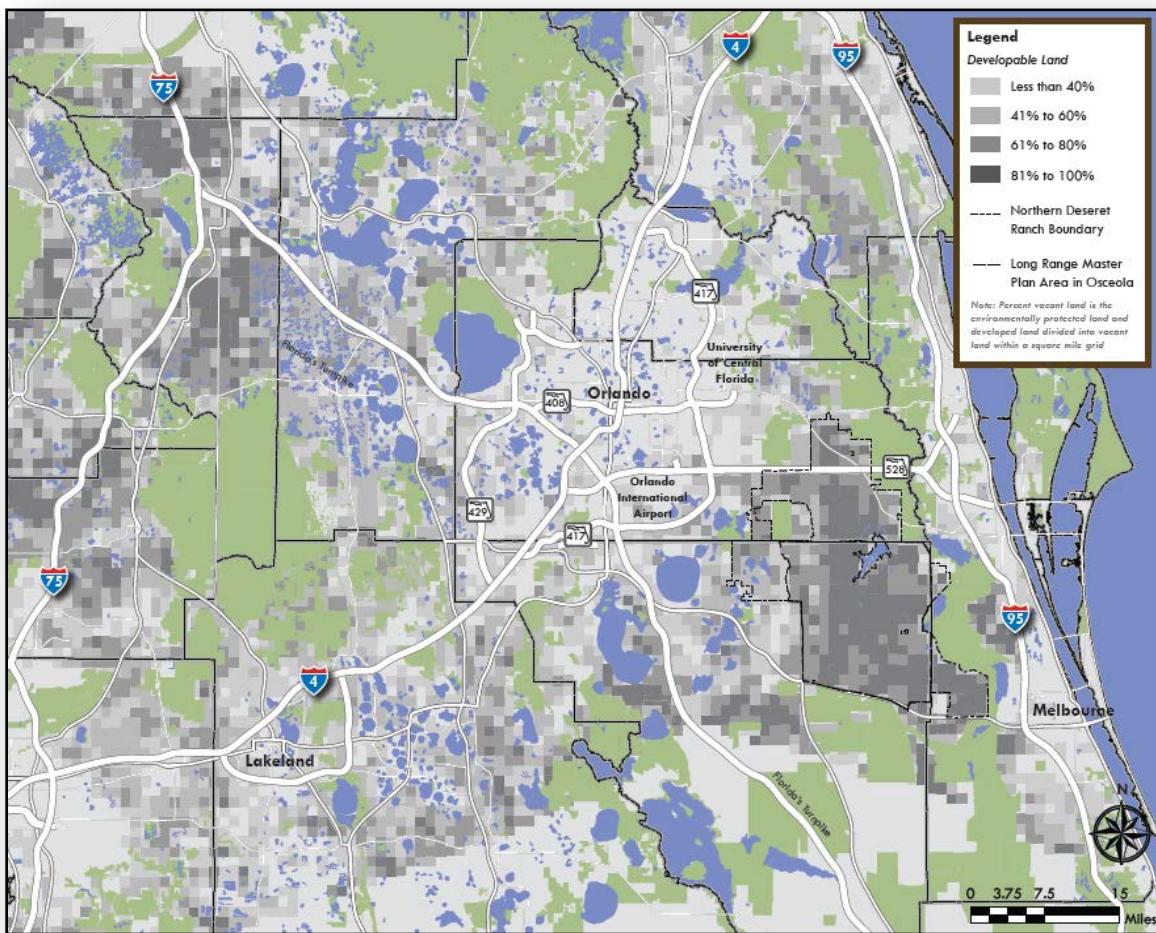 4
95
75
Legend
Developable Land
Less than 40%
41% to 60%
61% to 80%
81% to 100%
Northern Deseret
Ranch Boundary
Long Range Master
Plan Area in Osceola
Note: Percent vacant land is the
environmentally protected land and
developed land divided into vacant
land within a square mile grid
417
Florida's Turnpike
University
of Central
Florida
Orlando
408
528
Orlando
International
Airport
429
417
75
95
4
Melbourne
Lakeland
Florida's Turnpike
N
0 3.75 7.5 15
Miles